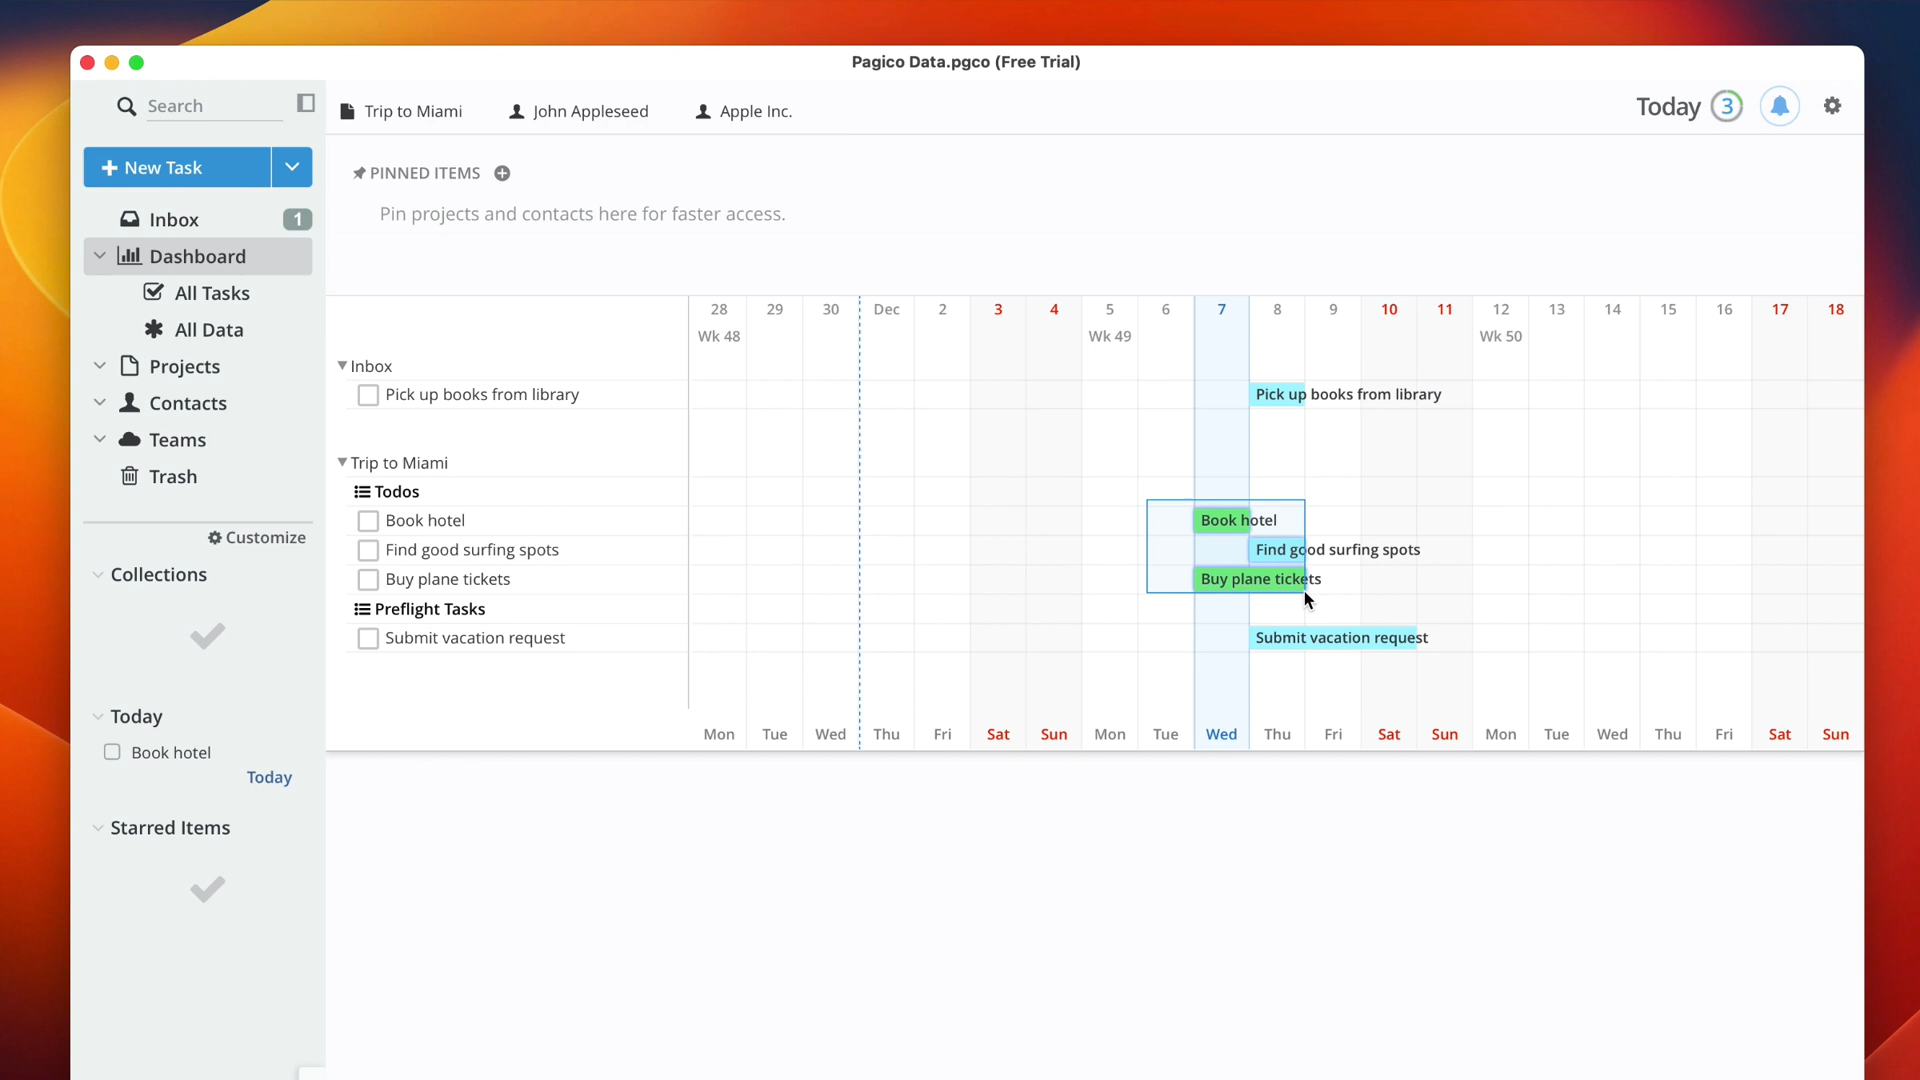 Pagico Data.pgco (Free Trial)
Search
Trip to Miami
John Appleseed
Apple Inc.
Today 3
New Task
PINNED ITEMS
Pin projects and contacts here for faster access.
Inbox 1
Dashboard
All Tasks
All Data
Projects
Contacts
Teams
Trash
Customize
Collections
Today
Book hotel
Today
Starred Items
28 29 30 Dec 2 3 4 5 6 7 8 9 10 11 12 13 14 15 16 17 18
Wk 48 Wk 49 Wk 50
Inbox
Pick up books from library Pick up books from library
Trip to Miami
Todos
Book hotel Book hotel
Find good surfing spots Find good surfing spots
Buy plane tickets Buy plane tickets
Preflight Tasks
Submit vacation request Submit vacation request
Mon Tue Wed Thu Fri Sat Sun Mon Tue Wed Thu Fri Sat Sun Mon Tue Wed Thu Fri Sat Sun